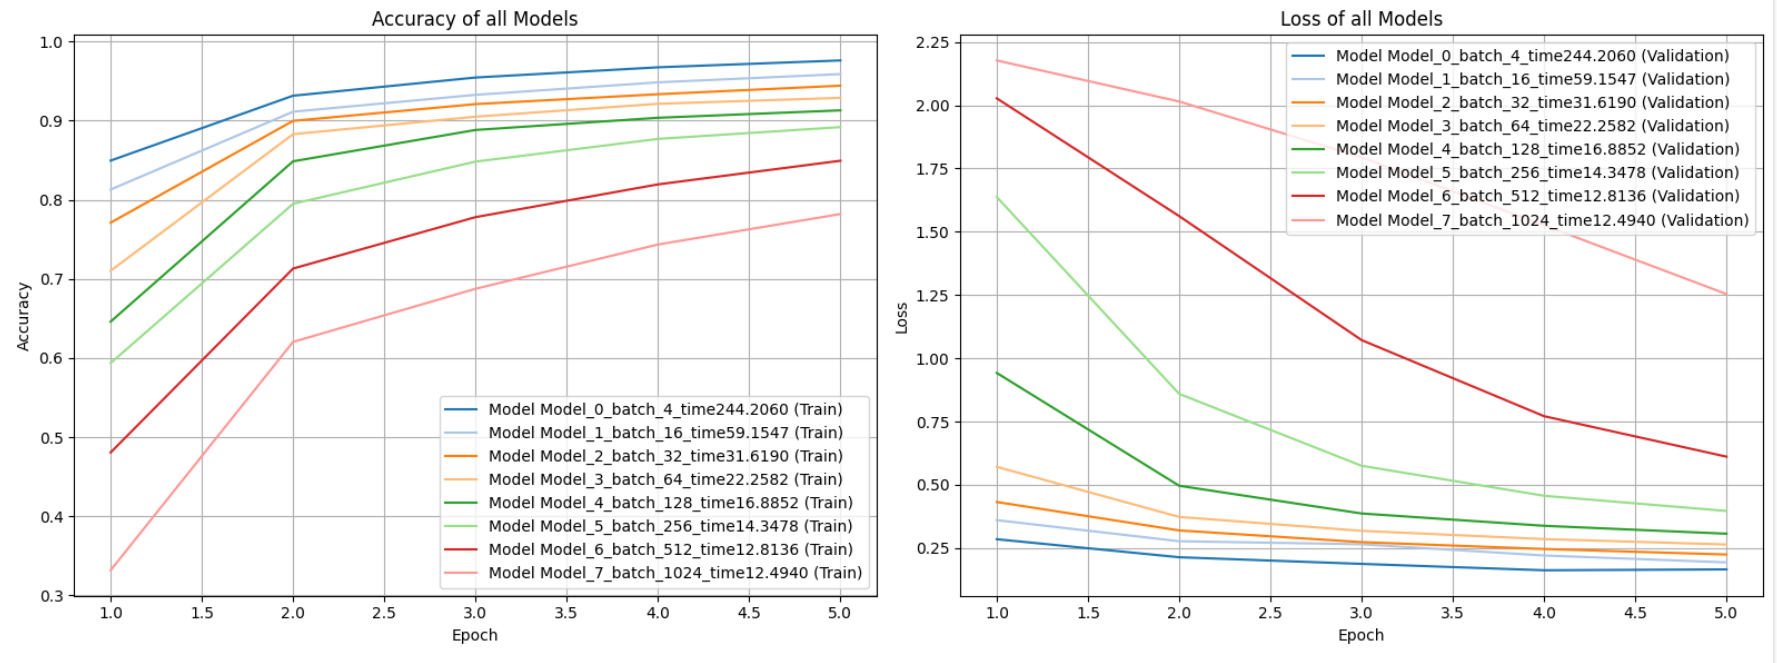 Accuracy of all Models
1.0
0.9
0.8
0.7
0.6
0.5
0.4
0.3
Accuracy
Model Model_0_batch_4_time244.2060 (Train)
Model Model_1_batch_16_time59.1547 (Train)
Model Model_2_batch_32_time31.6190 (Train)
Model Model_3_batch_64_time22.2582 (Train)
Model Model_4_batch_128_time16.8852 (Train)
Model Model_5_batch_256_time14.3478 (Train)
Model Model_6_batch_512_time12.8136 (Train)
Model Model_7_batch_1024_time12.4940 (Train)
1.0 1.5 2.0 2.5 3.0 3.5 4.0 4.5 5.0
Epoch
Loss of all Models
2.25
2.00
1.75
1.50
1.25
1.00
0.75
0.50
0.25
Loss
Model Model_0_batch_4_time244.2060 (Validation)
Model Model_1_batch_16_time59.1547 (Validation)
Model Model_2_batch_32_time31.6190 (Validation)
Model Model_3_batch_64_time22.2582 (Validation)
Model Model_4_batch_128_time16.8852 (Validation)
Model Model_5_batch_256_time14.3478 (Validation)
Model Model_6_batch_512_time12.8136 (Validation)
Model Model_7_batch_1024_time12.4940 (Validation)
1.0 1.5 2.0 2.5 3.0 3.5 4.0 4.5 5.0
Epoch